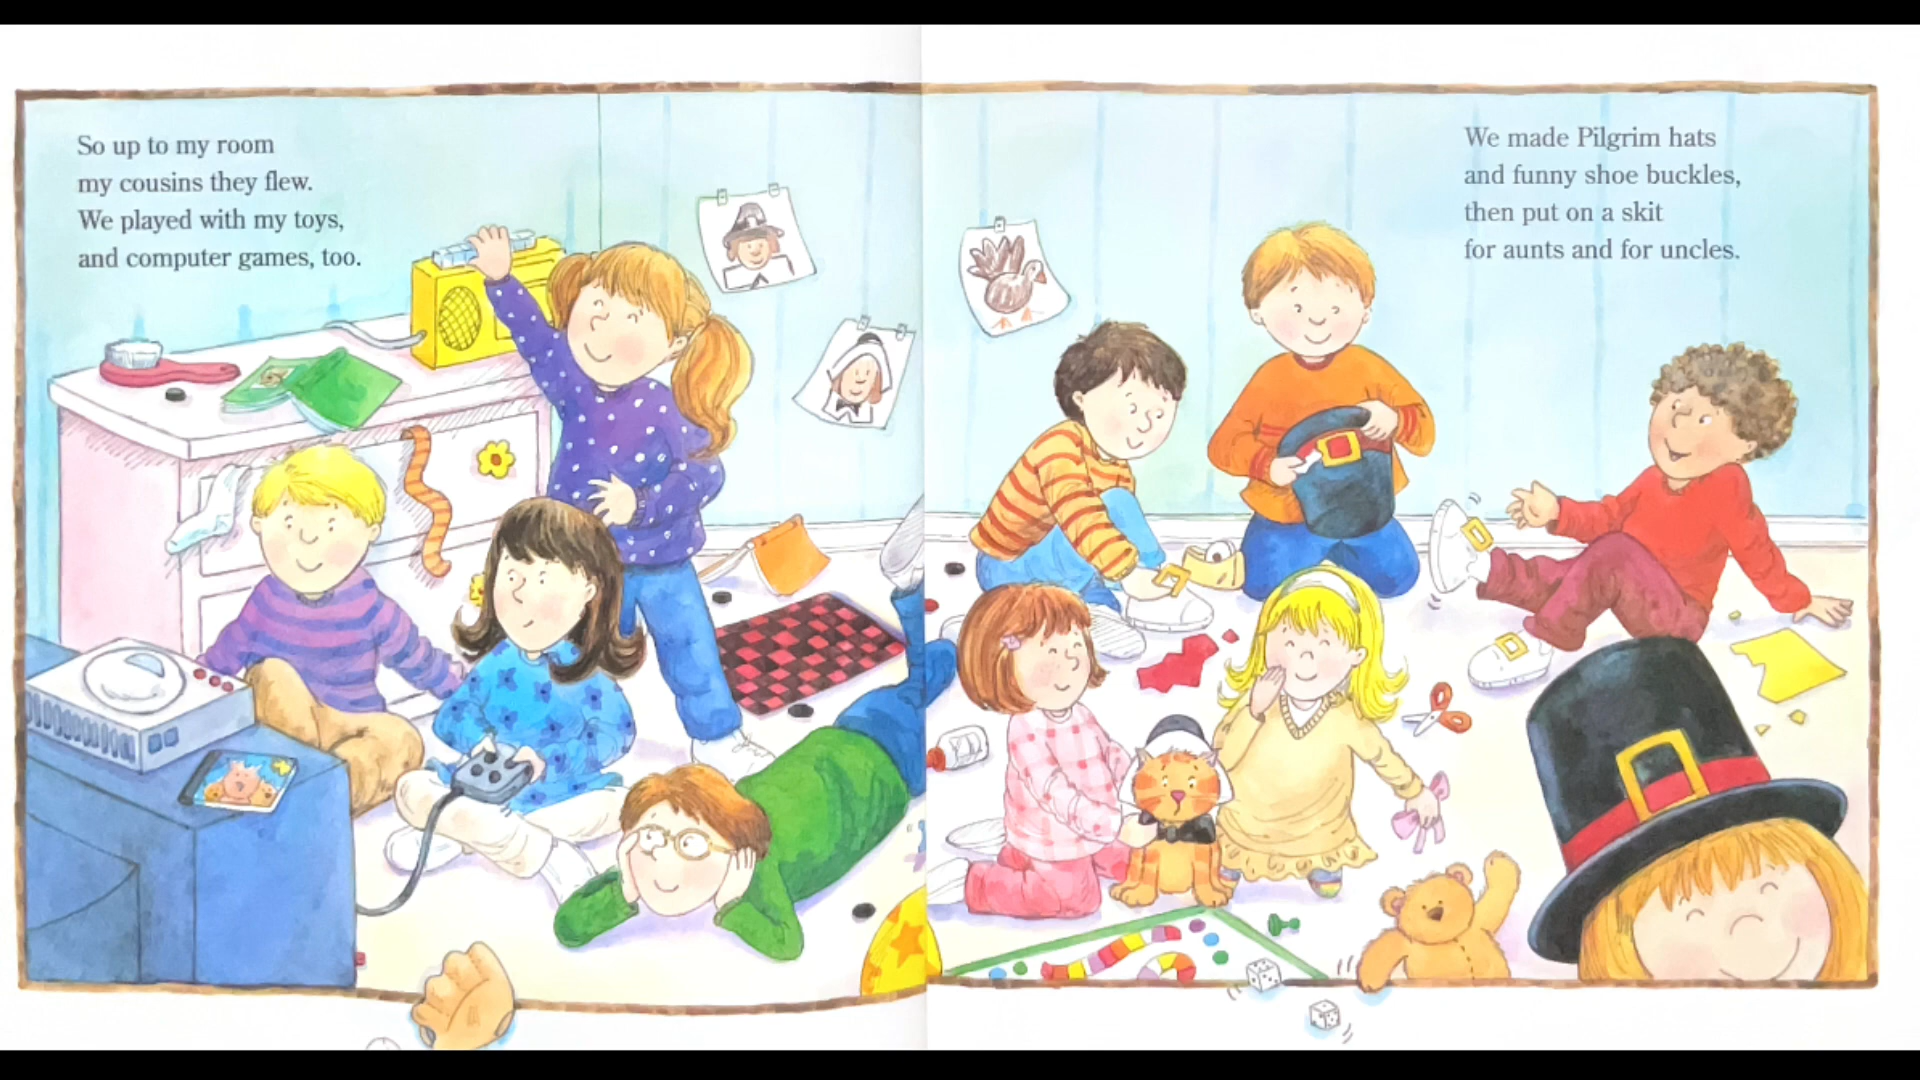 So up to my room
my cousins they flew.
We played with my toys,
and computer games, too.
We made Pilgrim hats
and funny shoe buckles,
then put on a skit
for aunts and for uncles.